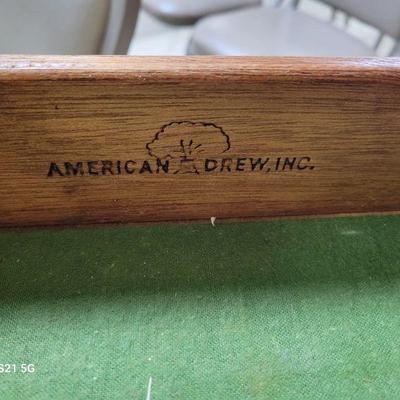 AMERICAN DREW, INC.
S21 5G